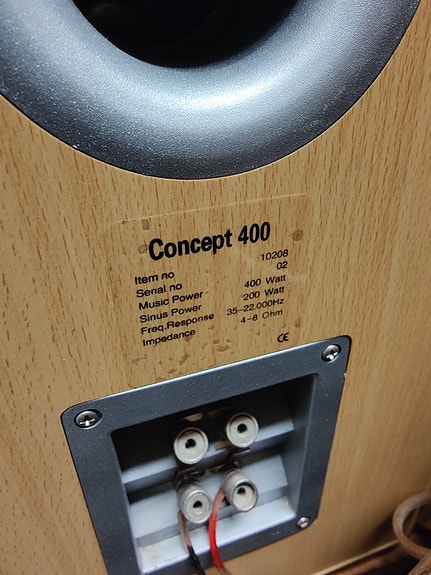 Concept 400
Item no 10208
Serial no 02
Music Power 400 Watt
Sinus Power 200 Watt
Freq.Response 35-22.000Hz
Impedance 4-8 Ohm
CE